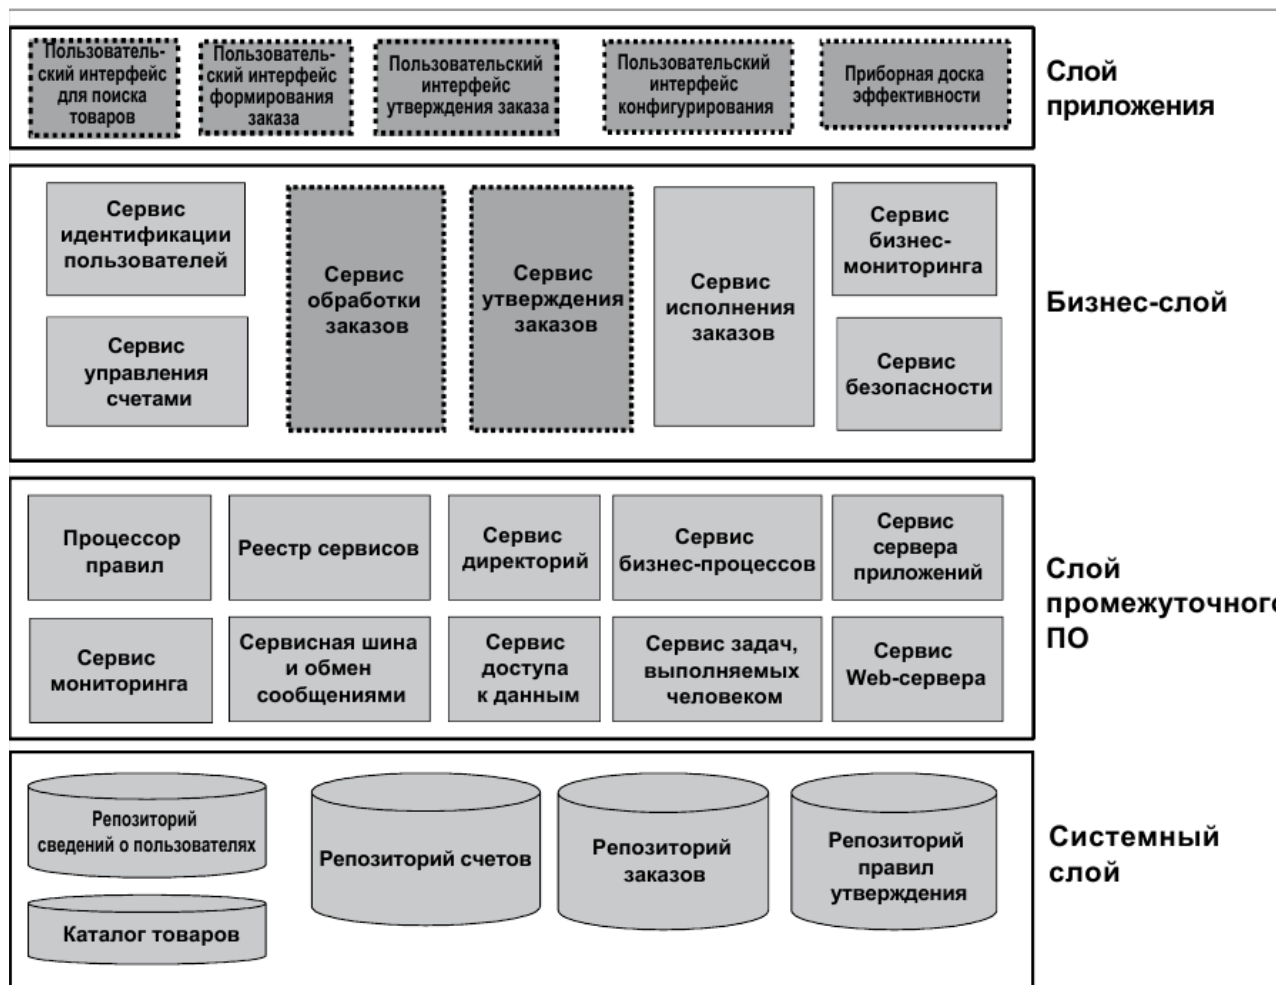 Пользователь-
ский интерфейс
для поиска
товаров
Пользователь-
ский интерфейс
формирования
заказа
Пользовательский
интерфейс
утверждения заказа
Пользовательский
интерфейс
конфигурирования
Приборная доска
эффективности
Слой
приложения
Сервис
идентификации
пользователей
Сервис
управления
счетами
Сервис
обработки
заказов
Сервис
утверждения
заказов
Сервис
исполнения
заказов
Сервис
бизнес-
мониторинга
Сервис
безопасности
Бизнес-слой
Процессор
правил
Реестр сервисов
Сервис
директорий
Сервис
бизнес-процессов
Сервис
сервера
приложений
Сервис
мониторинга
Сервисная шина
и обмен
сообщениями
Сервис
доступа
к данным
Сервис задач,
выполняемых
человеком
Сервис
Web-сервера
Слой
промежуточного
ПО
Репозиторий
сведений о пользователях
Каталог товаров
Репозиторий счетов
Репозиторий
заказов
Репозиторий
правил
утверждения
Системный
слой